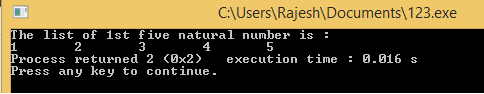 C:\Users\Rajesh\Documents\123.exe
The list of 1st five natural number is :
1 2 3 4 5
Process returned 2 (0x2) execution time : 0.016 s
Press any key to continue.